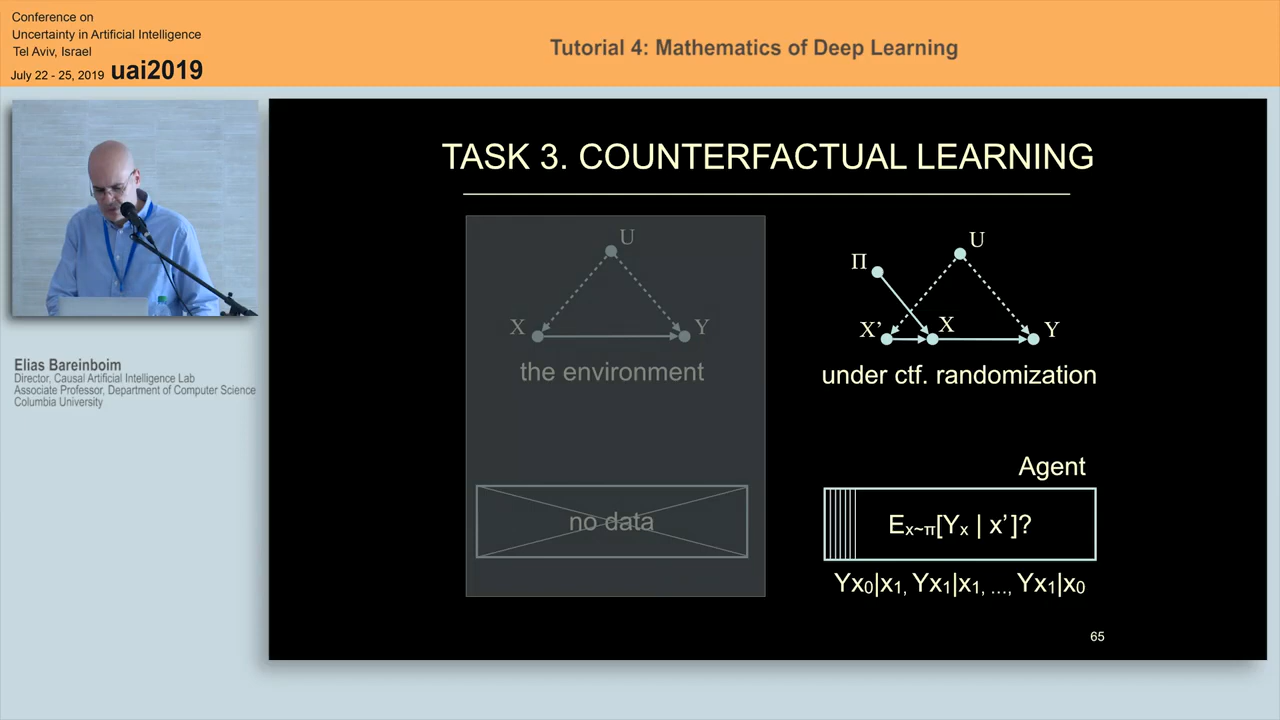 Conference on
Uncertainty in Artificial Intelligence
Tel Aviv, Israel
July 22 - 25, 2019 uai2019
Tutorial 4: Mathematics of Deep Learning
Elias Bareinboim
Director, Causal Artificial Intelligence Lab
Associate Professor, Department of Computer Science
Columbia University
TASK 3. COUNTERFACTUAL LEARNING
U
X
Y
the environment
no data
U
Π
X'
X
Y
under ctf. randomization
Agent
Eₓ~π[Yₓ | x’]?
Yx₀|x₁, Yx₁|x₁, ..., Yx₁|x₀
65